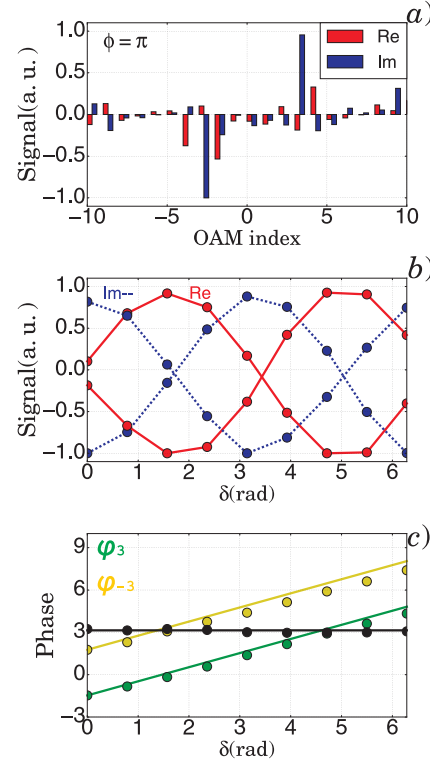 a)
ϕ = π
Re
Im
Signal(a. u.)
1.0
0.5
0.0
−0.5
−1.0
−10 −5 0 5 10
OAM index
b)
Im-- Re
Signal(a. u.)
1.0
0.5
0.0
−0.5
−1.0
0 1 2 3 4 5 6
δ(rad)
c)
φ3
φ−3
Phase
9
6
3
0
−3
0 1 2 3 4 5 6
δ(rad)